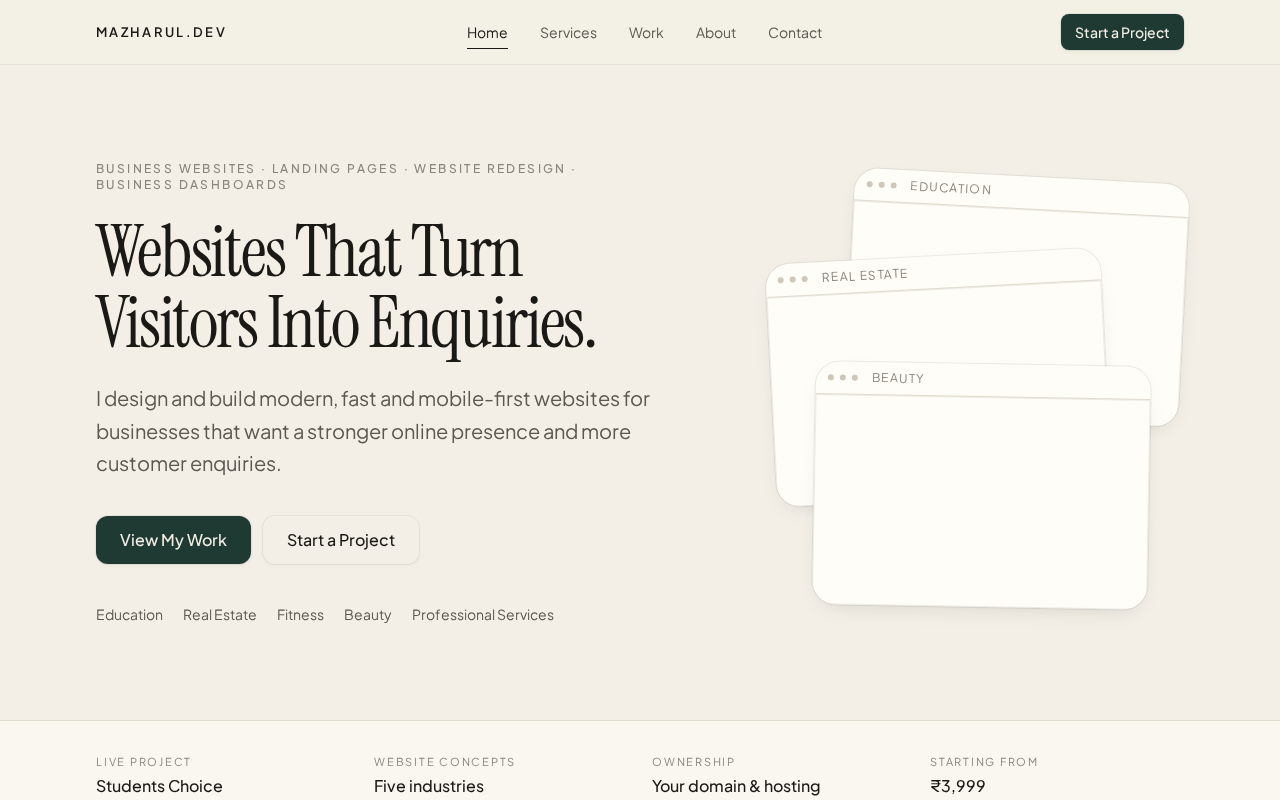 MAZHARUL.DEV
Home
Services
Work
About
Contact
Start a Project
BUSINESS WEBSITES · LANDING PAGES · WEBSITE REDESIGN ·
BUSINESS DASHBOARDS
Websites That Turn
Visitors Into Enquiries.
I design and build modern, fast and mobile-first websites for
businesses that want a stronger online presence and more
customer enquiries.
View My Work
Start a Project
Education
Real Estate
Fitness
Beauty
Professional Services
EDUCATION
REAL ESTATE
BEAUTY
LIVE PROJECT
Students Choice
WEBSITE CONCEPTS
Five industries
OWNERSHIP
Your domain & hosting
STARTING FROM
₹3,999